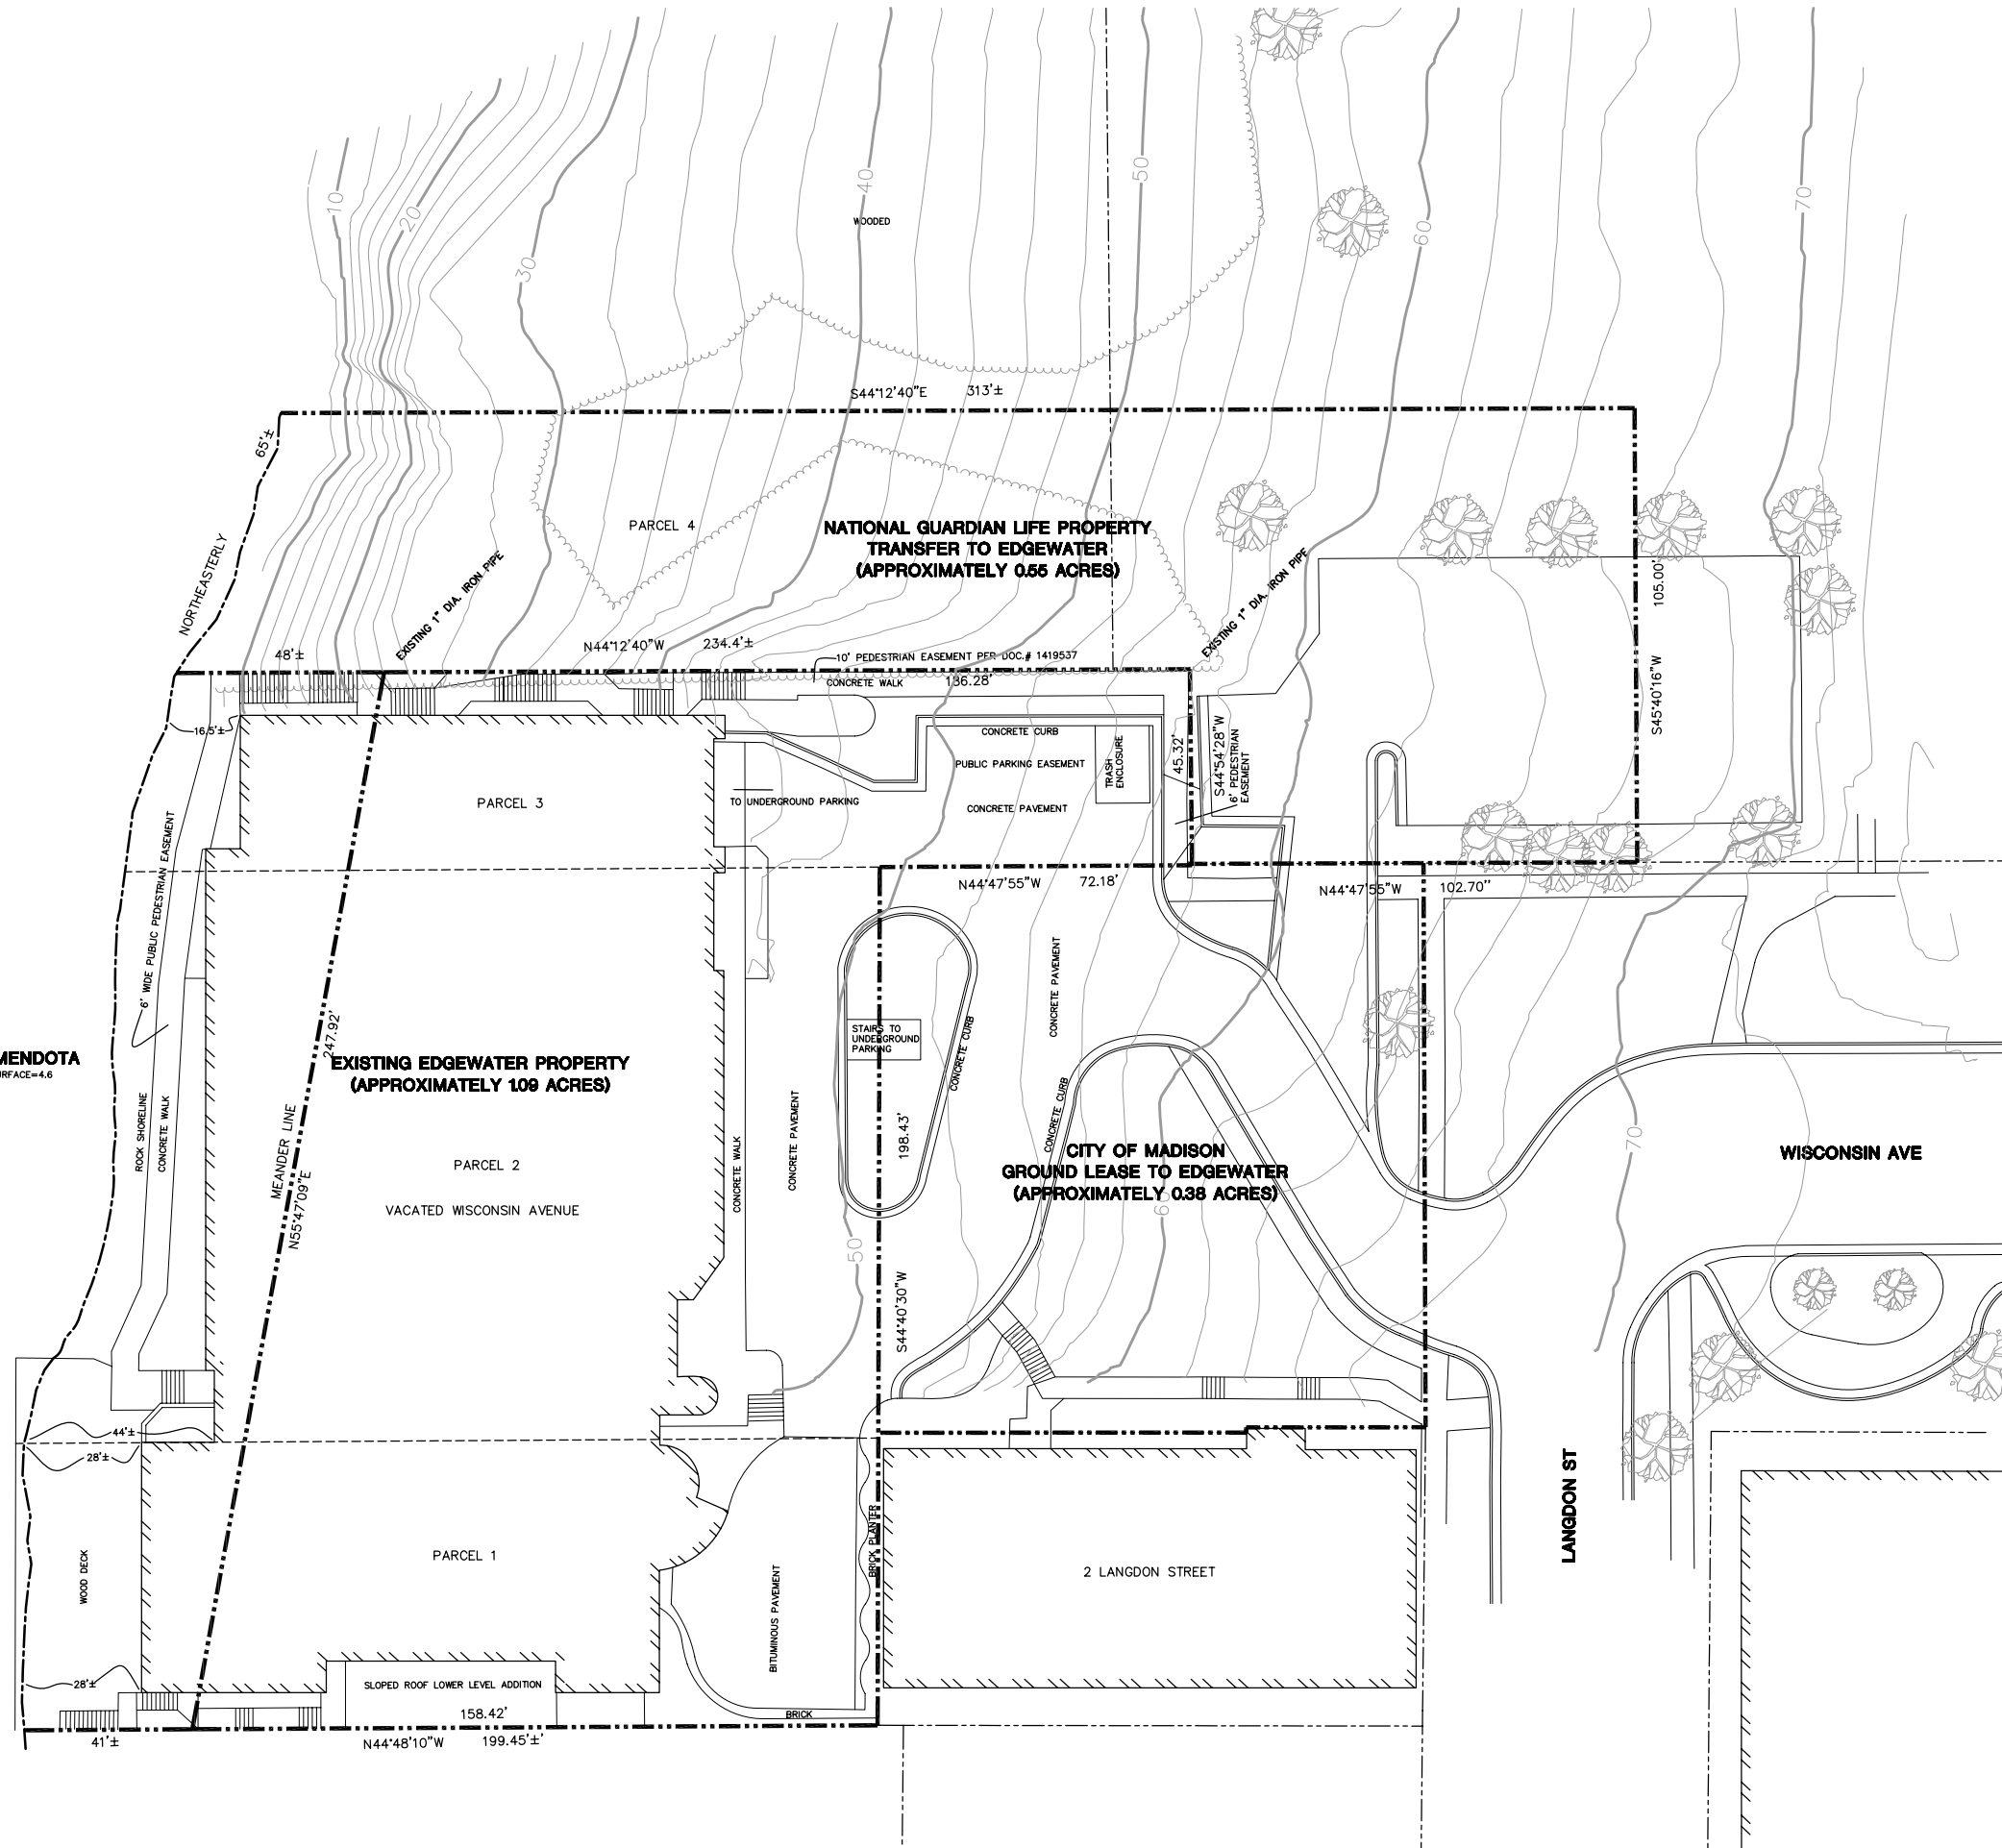 10
20
30
40
50
60
70
WOODED
S44°12'40"E 313'±
65'±
NORTHEASTERLY
PARCEL 4
NATIONAL GUARDIAN LIFE PROPERTY
TRANSFER TO EDGEWATER
(APPROXIMATELY 0.55 ACRES)
EXISTING 1" DIA. IRON PIPE
EXISTING 1" DIA. IRON PIPE
105.00'
S45°40'16"W
48'±
N44°12'40"W 234.4'±
10' PEDESTRIAN EASEMENT PER DOC.# 1419537
CONCRETE WALK
136.28'
16.5'±
CONCRETE CURB
PUBLIC PARKING EASEMENT
TRASH
ENCLOSURE
45.32'
S44°54'28"W
6' PEDESTRIAN
EASEMENT
PARCEL 3
TO UNDERGROUND PARKING
CONCRETE PAVEMENT
N44°47'55"W 72.18'
N44°47'55"W 102.70"
6' WIDE PUBLIC PEDESTRIAN EASEMENT
247.92'
MENDOTA
RFACE=4.6
EXISTING EDGEWATER PROPERTY
(APPROXIMATELY 1.09 ACRES)
STAIRS TO
UNDERGROUND
PARKING
CONCRETE CURB
CONCRETE PAVEMENT
CONCRETE CURB
ROCK SHORELINE
CONCRETE WALK
MEANDER LINE
N55°47'09"E
PARCEL 2
VACATED WISCONSIN AVENUE
CONCRETE WALK
CONCRETE PAVEMENT
198.43'
S44°40'30"W
CITY OF MADISON
GROUND LEASE TO EDGEWATER
(APPROXIMATELY 0.38 ACRES)
WISCONSIN AVE
70
50
44'±
28'±
WOOD DECK
PARCEL 1
BRICK PLANTER
BITUMINOUS PAVEMENT
2 LANGDON STREET
LANGDON ST
28'±
SLOPED ROOF LOWER LEVEL ADDITION
158.42'
BRICK
41'±
N44°48'10"W 199.45'±'